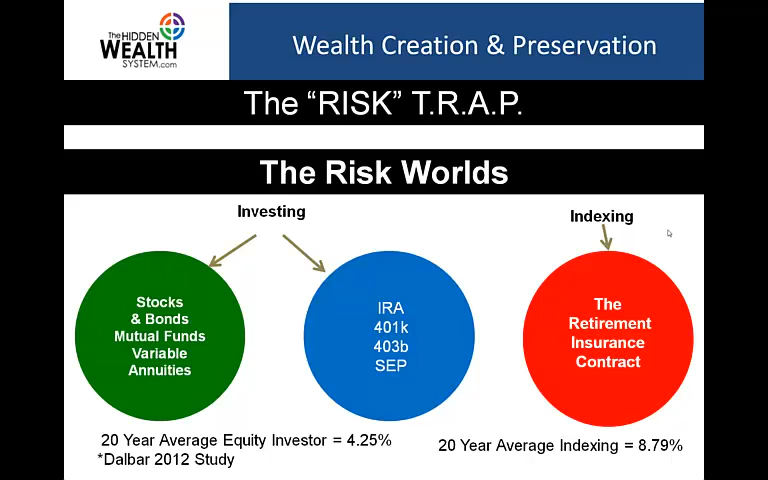 The HIDDEN
WEALTH
SYSTEM.com
Wealth Creation & Preservation
The “RISK” T.R.A.P.
The Risk Worlds
Investing
Indexing
Stocks
& Bonds
Mutual Funds
Variable
Annuities
IRA
401k
403b
SEP
The
Retirement
Insurance
Contract
20 Year Average Equity Investor = 4.25%
*Dalbar 2012 Study
20 Year Average Indexing = 8.79%